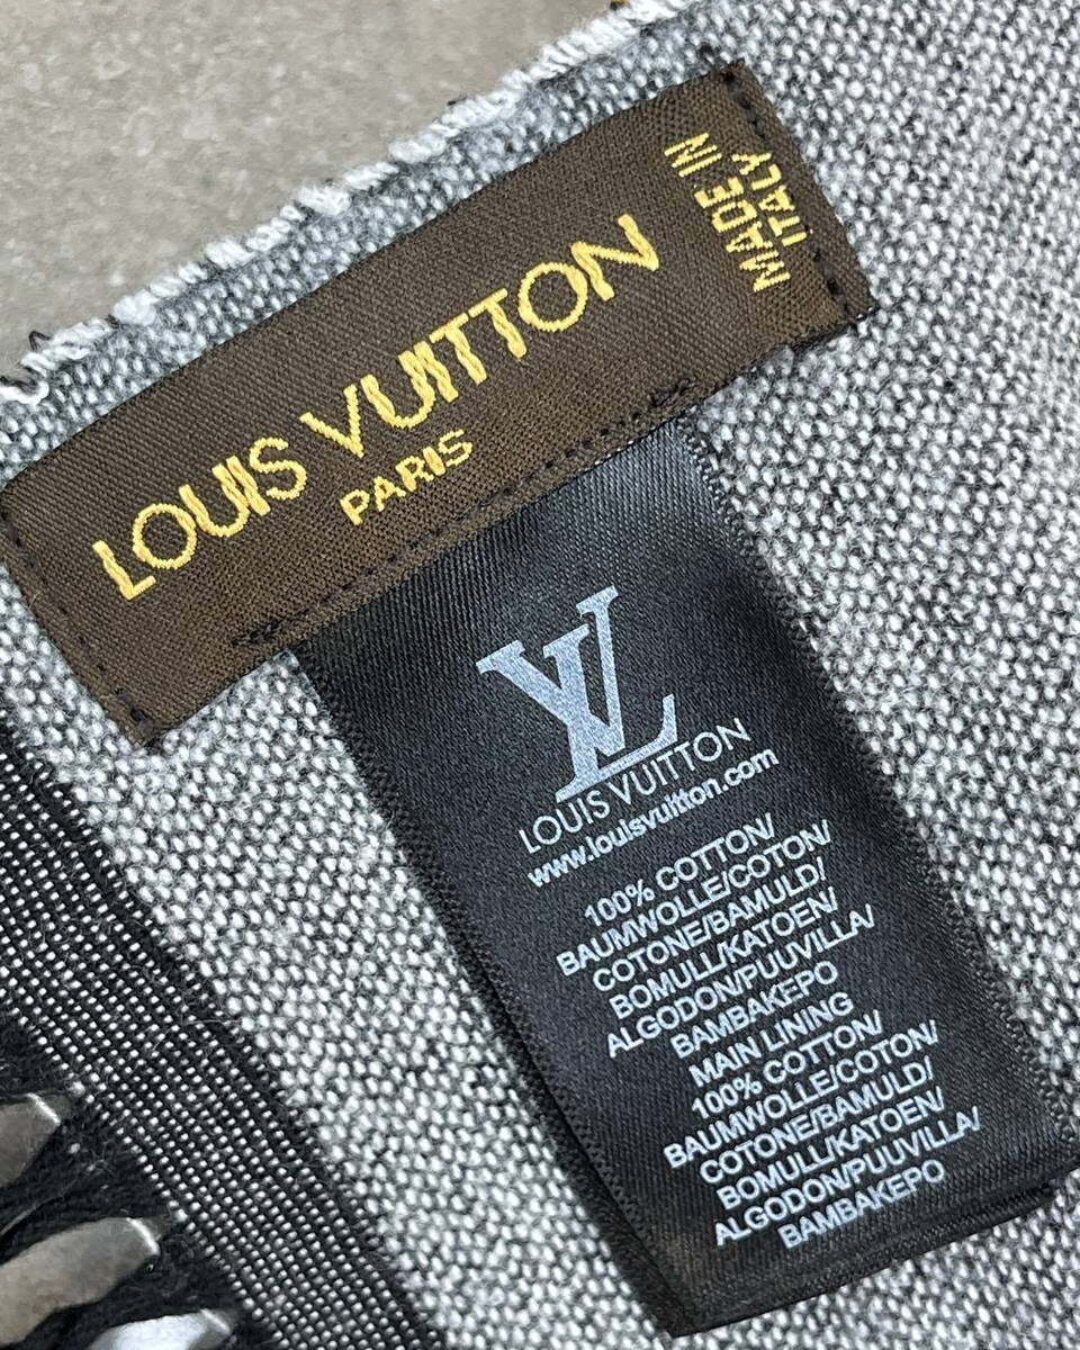 LOUIS VUITTON
PARIS
MADE IN
ITALY
LV
LOUIS VUITTON
www.louisvuitton.com
100% COTTON/
BAUMWOLLE/COTON/
COTONE/BAMULD/
BOMULL/KATOEN/
ALGODON/PUUVILLA/
BAMBAKEPO
MAIN LINING
100% COTTON/
BAUMWOLLE/COTON/
COTONE/BAMULD/
BOMULL/KATOEN/
ALGODON/PUUVILLA/
BAMBAKEPO